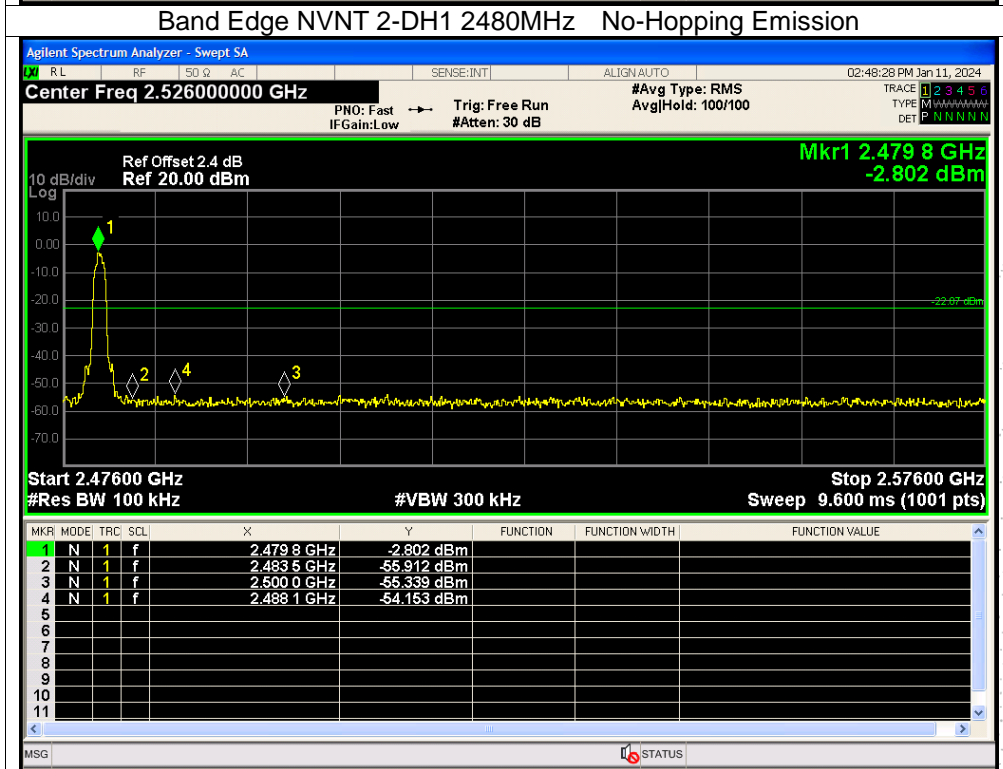 Band Edge NVNT 2-DH1 2480MHz No-Hopping Emission
Agilent Spectrum Analyzer - Swept SA
LXI RL RF 50 Ω AC SENSE:INT ALIGN AUTO 02:48:28 PM Jan 11, 2024
Center Freq 2.526000000 GHz #Avg Type: RMS TRACE 1 2 3 4 5 6
PNO: Fast Trig: Free Run Avg|Hold: 100/100 TYPE M
IFGain:Low #Atten: 30 dB DET P N N N N N
Mkr1 2.479 8 GHz
Ref Offset 2.4 dB
10 dB/div Ref 20.00 dBm -2.802 dBm
Log
10.0
1
0.00
-10.0
-20.0 -22.87 dBm
-30.0
-40.0
2 4 3
-50.0
-60.0
-70.0
Start 2.47600 GHz Stop 2.57600 GHz
#Res BW 100 kHz #VBW 300 kHz Sweep 9.600 ms (1001 pts)
MKR MODE TRC SCL X Y FUNCTION FUNCTION WIDTH FUNCTION VALUE
1 N 1 f 2.479 8 GHz -2.802 dBm
2 N 1 f 2.483 5 GHz -55.912 dBm
3 N 1 f 2.500 0 GHz -55.339 dBm
4 N 1 f 2.488 1 GHz -54.153 dBm
5
6
7
8
9
10
11
MSG STATUS